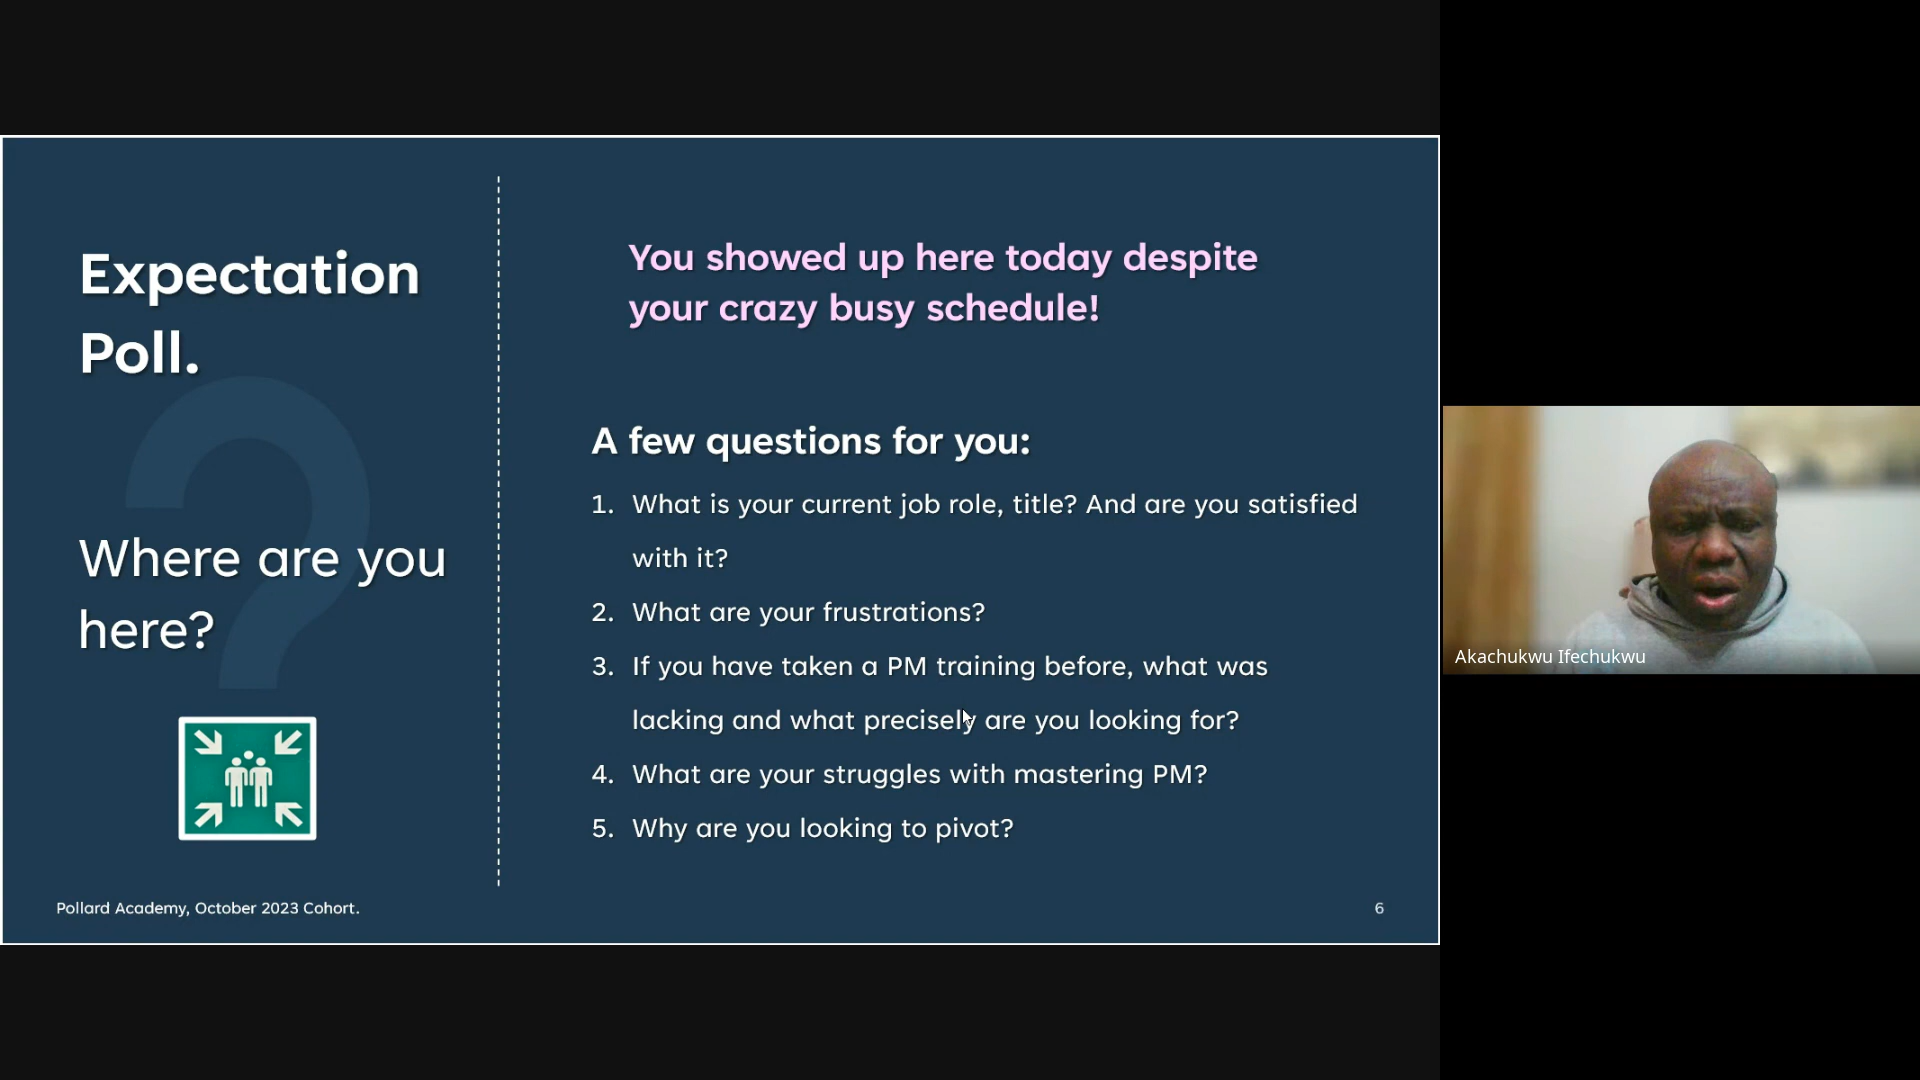 Expectation
Poll.
Where are you
here?
Pollard Academy, October 2023 Cohort.
You showed up here today despite
your crazy busy schedule!
A few questions for you:
1. What is your current job role, title? And are you satisfied
with it?
2. What are your frustrations?
3. If you have taken a PM training before, what was
lacking and what precisely are you looking for?
4. What are your struggles with mastering PM?
5. Why are you looking to pivot?
6
Akachukwu Ifechukwu